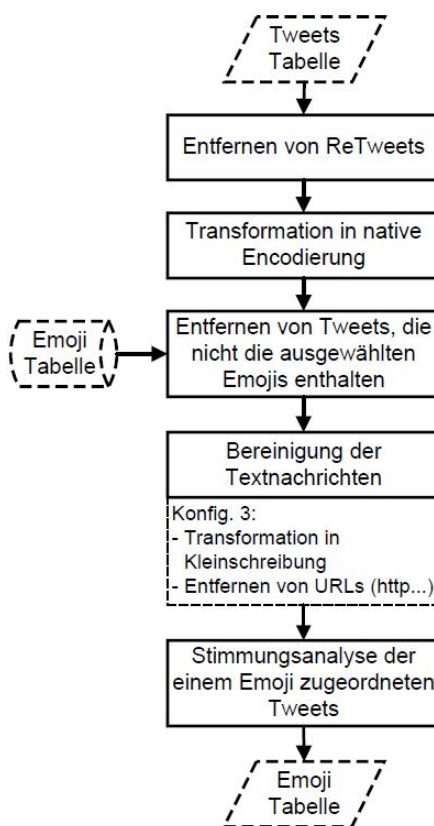 Tweets
Tabelle
Entfernen von ReTweets
Transformation in native
Encodierung
Emoji
Tabelle
Entfernen von Tweets, die
nicht die ausgewählten
Emojis enthalten
Bereinigung der
Textnachrichten
Konfig. 3:
- Transformation in
Kleinschreibung
- Entfernen von URLs (http...)
Stimmungsanalyse der
einem Emoji zugeordneten
Tweets
Emoji
Tabelle